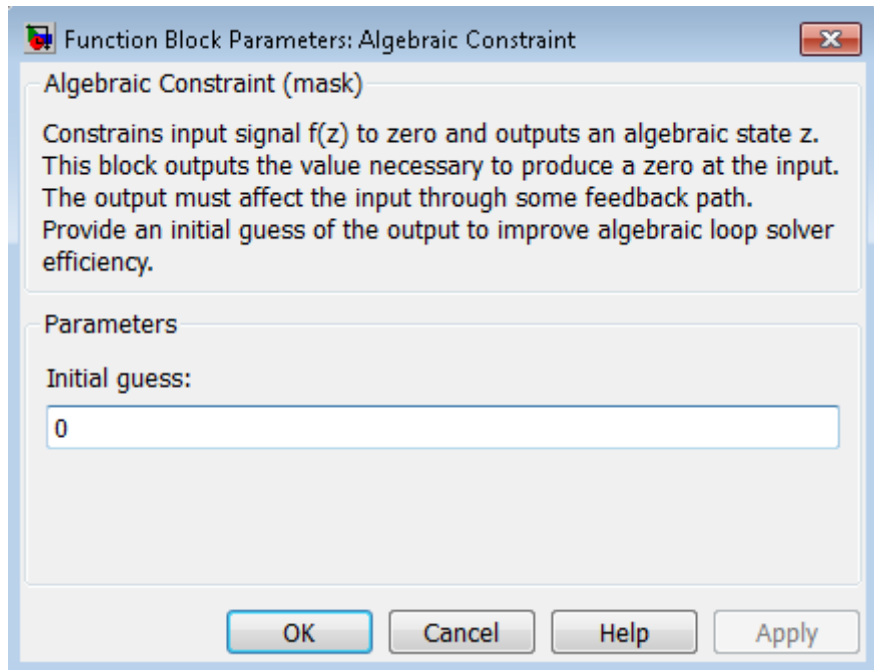 Function Block Parameters: Algebraic Constraint
Algebraic Constraint (mask)
Constrains input signal f(z) to zero and outputs an algebraic state z.
This block outputs the value necessary to produce a zero at the input.
The output must affect the input through some feedback path.
Provide an initial guess of the output to improve algebraic loop solver
efficiency.
Parameters
Initial guess:
0
OK Cancel Help Apply